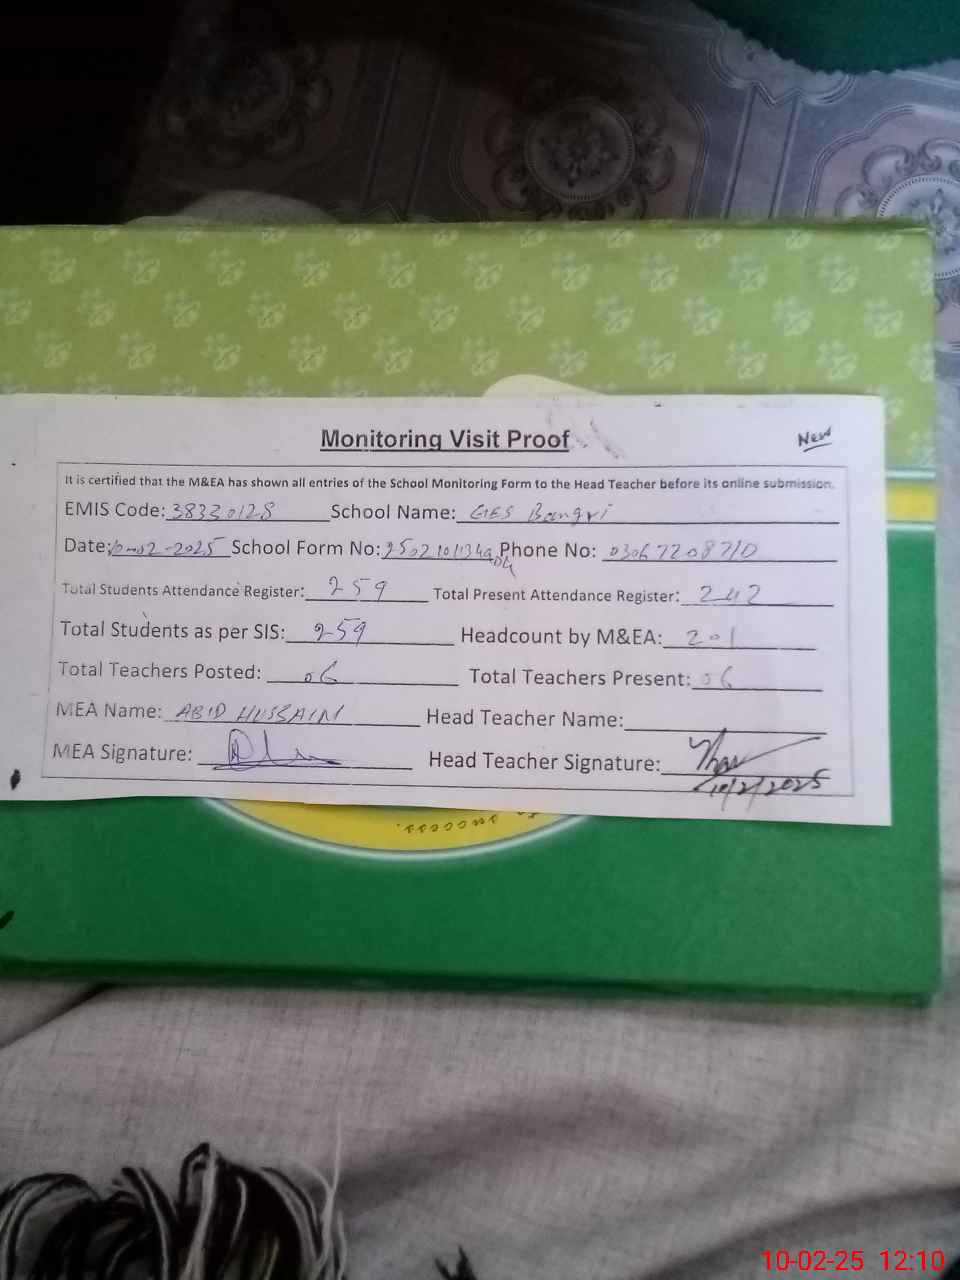 Monitoring Visit Proof
New
It is certified that the M&EA has shown all entries of the School Monitoring Form to the Head Teacher before its online submission.
EMIS Code: 38330128 School Name: GES Bangri
Date: 10-02-2025 School Form No: Phone No: 03067720871D
Total Students Attendance Register: 259 Total Present Attendance Register: 242
Total Students as per SIS: 259 Headcount by M&EA: 201
Total Teachers Posted: 06 Total Teachers Present: 06
MEA Name: ABID HUSSAIN Head Teacher Name:
MEA Signature: Head Teacher Signature:
10/2/2025
success.
10-02-25 12:10